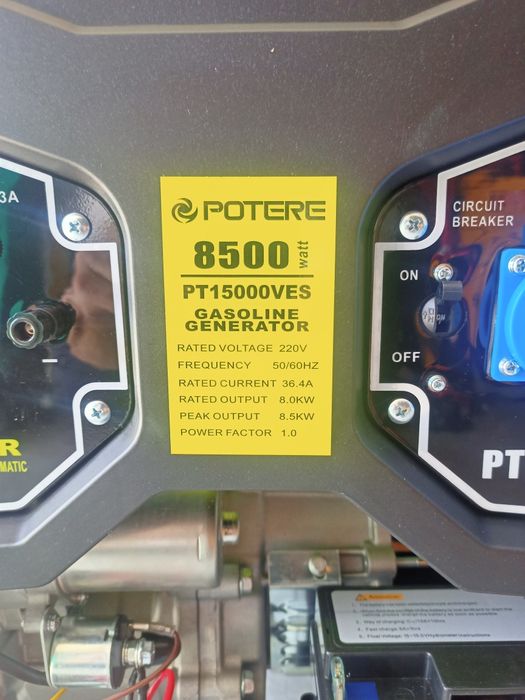 3A
POTERE
8500 watt
PT15000VES
GASOLINE
GENERATOR
RATED VOLTAGE 220V
FREQUENCY 50/60HZ
RATED CURRENT 36.4A
RATED OUTPUT 8.0KW
PEAK OUTPUT 8.5KW
POWER FACTOR 1.0
CIRCUIT
BREAKER
ON
OFF
–
R
MATIC
PT